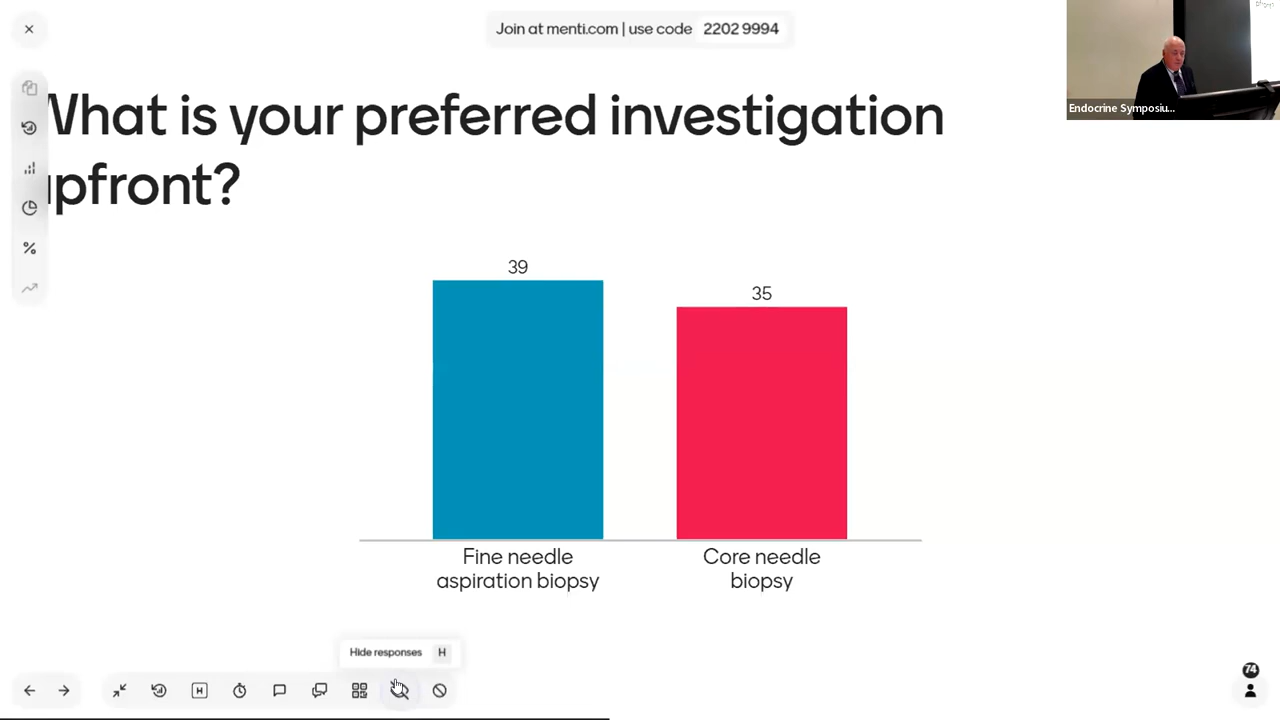 Join at menti.com | use code 2202 9994
What is your preferred investigation
upfront?
Endocrine Symposiu...
39
35
Fine needle
aspiration biopsy
Core needle
biopsy
Hide responses H
H
74